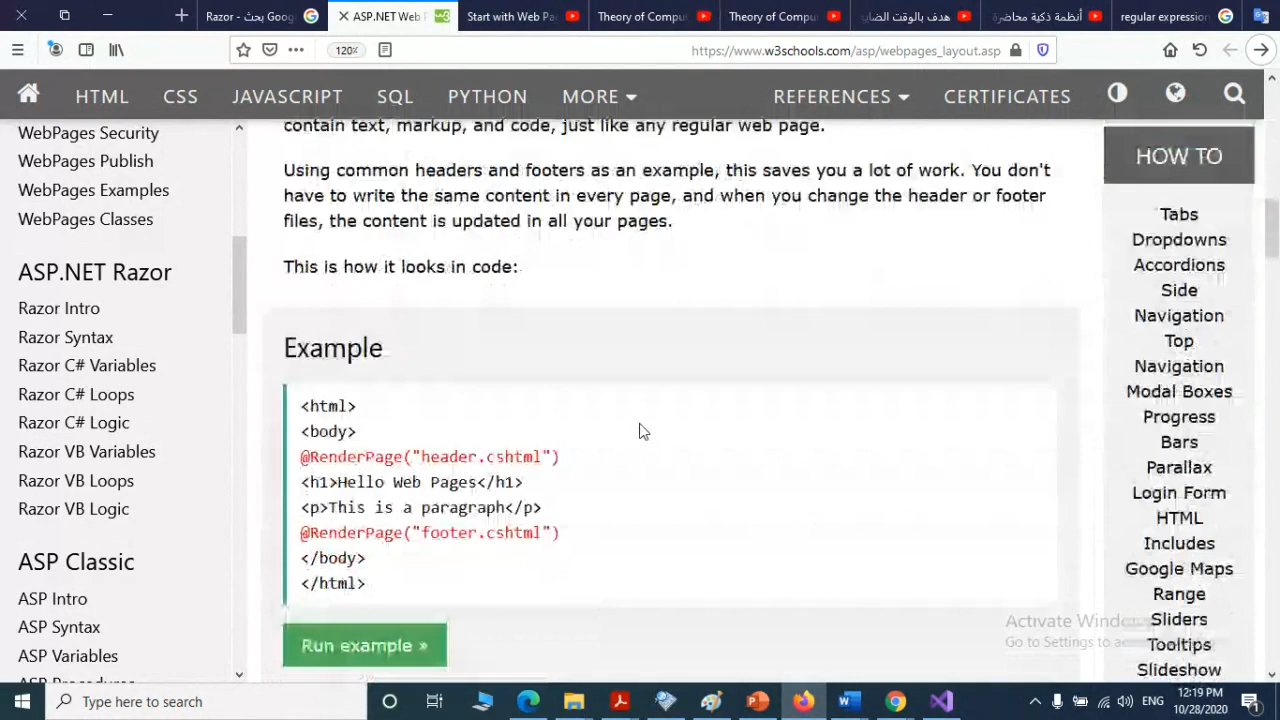 Razor - بحث Goog
ASP.NET Web P
Start with Web Pa
Theory of Compu
Theory of Compu
هدف بالوقت الضاي
أنظمة ذكية محاضرة
regular expression
120%
https://www.w3schools.com/asp/webpages_layout.asp
HTML
CSS
JAVASCRIPT
SQL
PYTHON
MORE
REFERENCES
CERTIFICATES
WebPages Security
WebPages Publish
WebPages Examples
WebPages Classes
ASP.NET Razor
Razor Intro
Razor Syntax
Razor C# Variables
Razor C# Loops
Razor C# Logic
Razor VB Variables
Razor VB Loops
Razor VB Logic
ASP Classic
ASP Intro
ASP Syntax
ASP Variables
ASP Procedures
contain text, markup, and code, just like any regular web page.
Using common headers and footers as an example, this saves you a lot of work. You don't
have to write the same content in every page, and when you change the header or footer
files, the content is updated in all your pages.
This is how it looks in code:
Example
<html>
<body>
@RenderPage("header.cshtml")
<h1>Hello Web Pages</h1>
<p>This is a paragraph</p>
@RenderPage("footer.cshtml")
</body>
</html>
Run example »
HOW TO
Tabs
Dropdowns
Accordions
Side
Navigation
Top
Navigation
Modal Boxes
Progress
Bars
Parallax
Login Form
HTML
Includes
Google Maps
Range
Sliders
Tooltips
Slideshow
Activate Windows
Go to Settings to
Type here to search
ENG
12:19 PM
10/28/2020